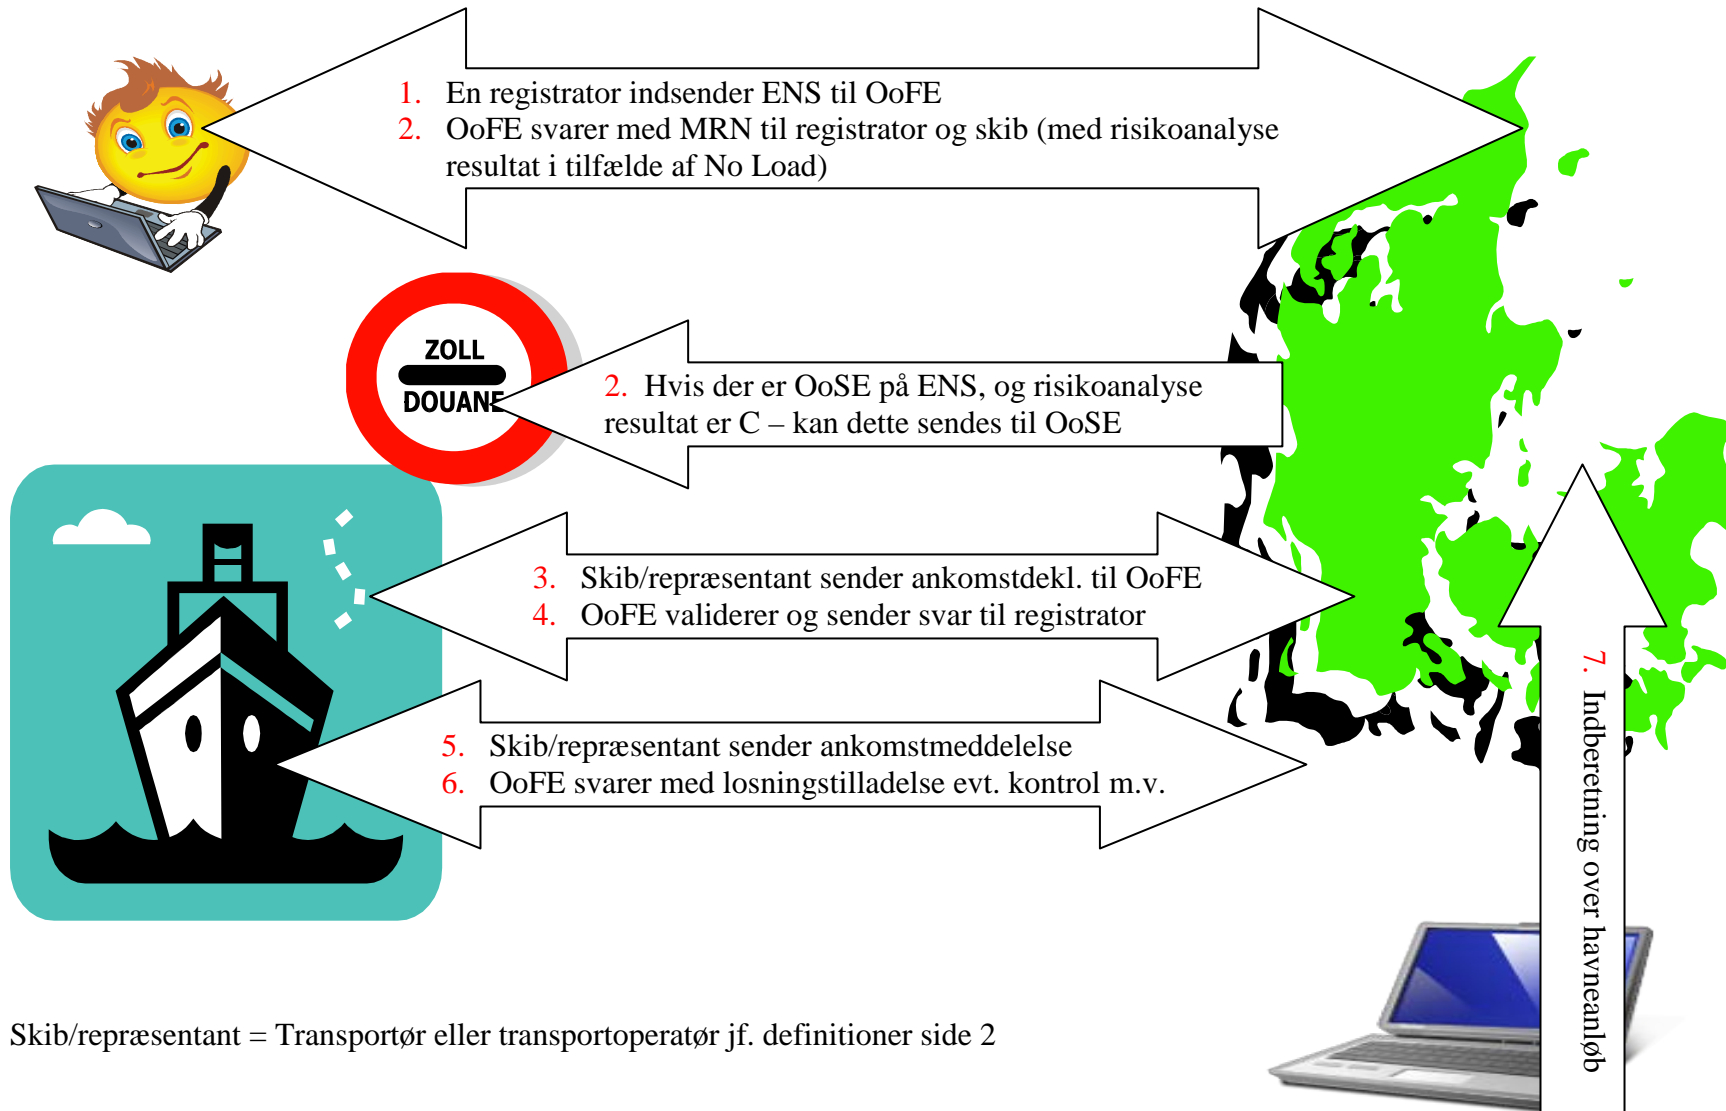 1. En registrator indsender ENS til OoFE
2. OoFE svarer med MRN til registrator og skib (med risikoanalyse
resultat i tilfælde af No Load)
ZOLL
DOUANE
2. Hvis der er OoSE på ENS, og risikoanalyse
resultat er C – kan dette sendes til OoSE
3. Skib/repræsentant sender ankomstdekl. til OoFE
4. OoFE validerer og sender svar til registrator
5. Skib/repræsentant sender ankomstmeddelelse
6. OoFE svarer med losningstilladelse evt. kontrol m.v.
7. Indberetning over havneanløb
Skib/repræsentant = Transportør eller transportoperatør jf. definitioner side 2